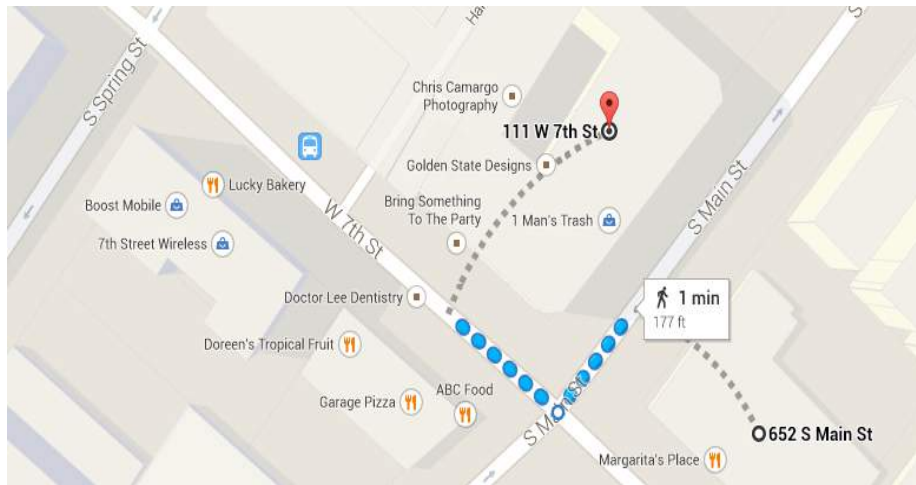 S Spring St
Ha
S
Chris Camargo
Photography
111 W 7th St
Golden State Designs
Lucky Bakery
Boost Mobile
Bring Something
To The Party
S Main St
W 7th St
1 Man's Trash
7th Street Wireless
Doctor Lee Dentistry
1 min
177 ft
Doreen's Tropical Fruit
ABC Food
Garage Pizza
S Main St
652 S Main St
Margarita's Place